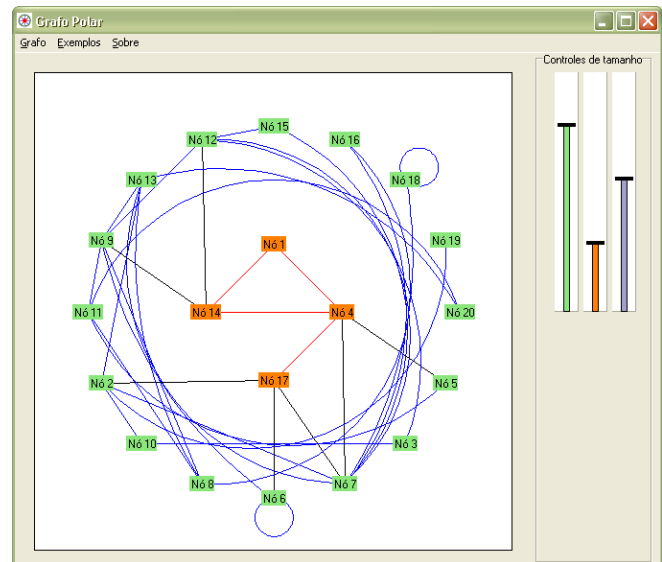 Grafo Polar
Grafo Exemplos Sobre
Controles de tamanho
Nó 15
Nó 12
Nó 16
Nó 13
Nó 18
Nó 9
Nó 1
Nó 19
Nó 11
Nó 14
Nó 4
Nó 20
Nó 2
Nó 17
Nó 5
Nó 10
Nó 3
Nó 8
Nó 7
Nó 6